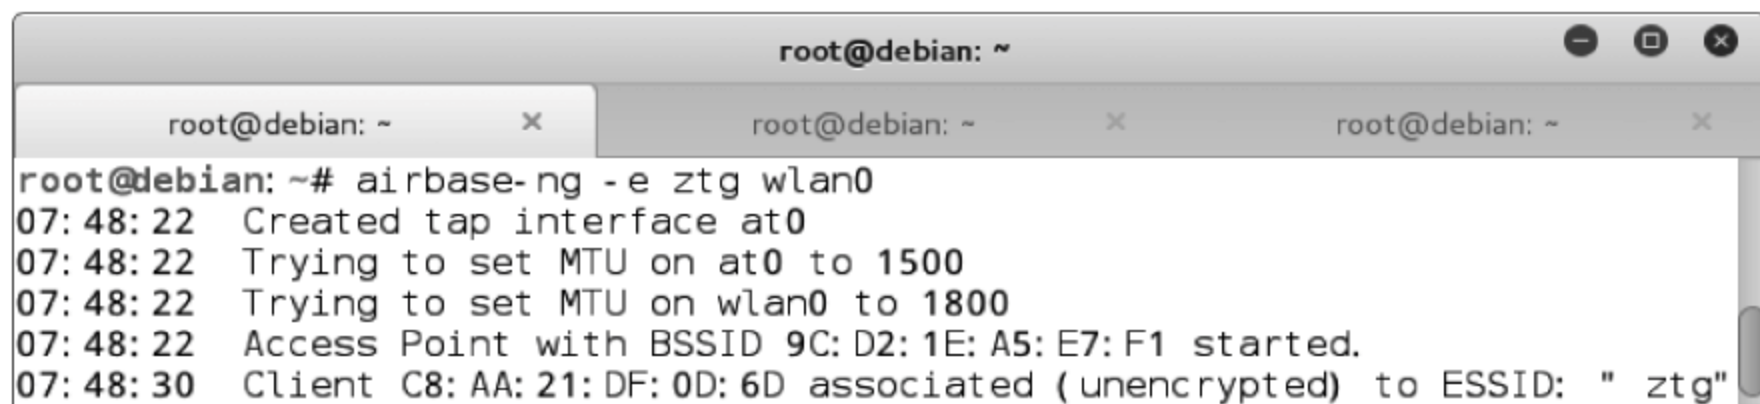 root@debian: ~
root@debian: ~ × root@debian: ~ × root@debian: ~ ×
root@debian: ~# airbase-ng -e ztg wlan0
07:48:22  Created tap interface at0
07:48:22  Trying to set MTU on at0 to 1500
07:48:22  Trying to set MTU on wlan0 to 1800
07:48:22  Access Point with BSSID 9C:D2:1E:A5:E7:F1 started.
07:48:30  Client C8:AA:21:DF:0D:6D associated (unencrypted) to ESSID: " ztg"